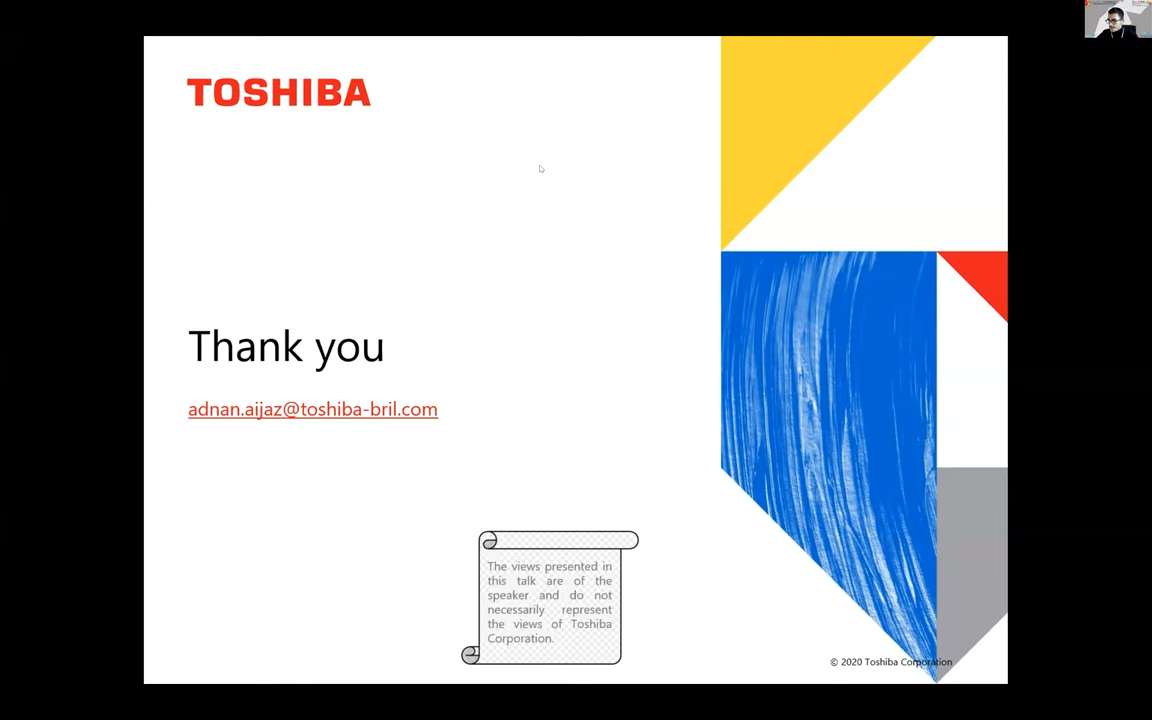 TOSHIBA
Thank you
adnan.aijaz@toshiba-bril.com
The views presented in
this talk are of the
speaker and do not
necessarily represent
the views of Toshiba
Corporation.
© 2020 Toshiba Corporation